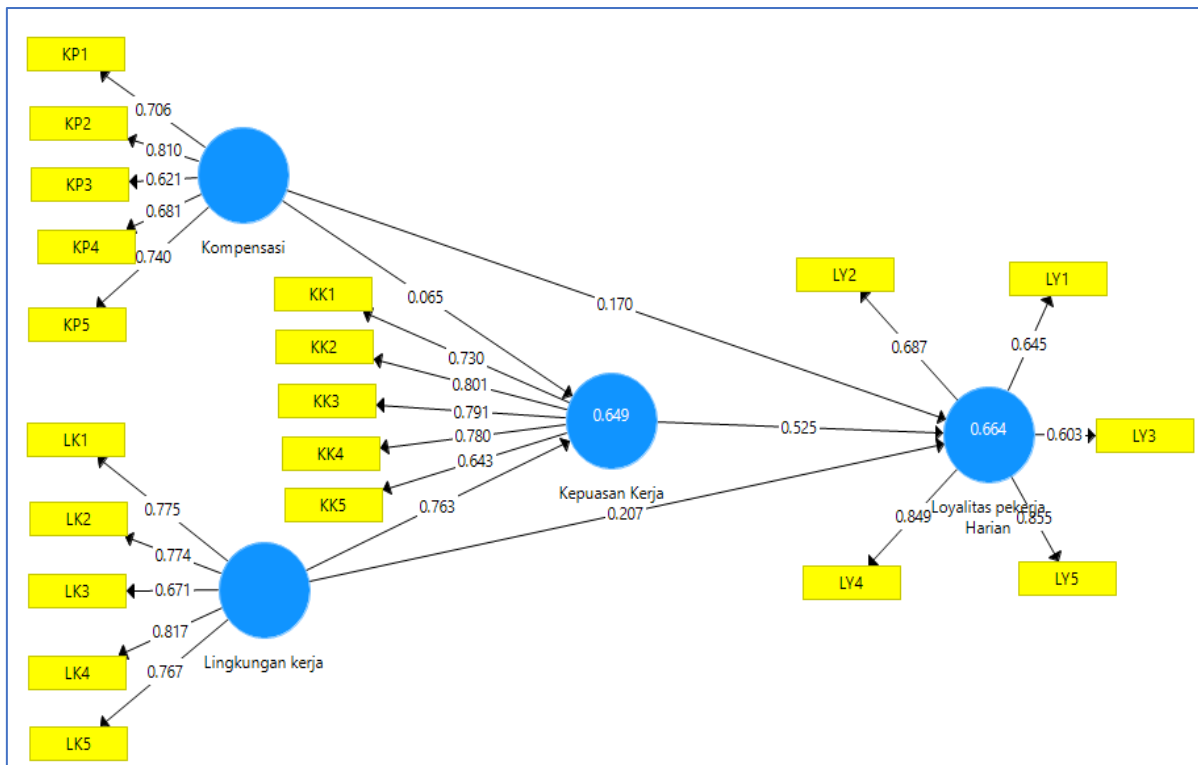 KP1
0.706
KP2
0.810
KP3
0.621
0.681
KP4
0.740
Kompensasi
KP5
0.065
0.170
KK1
0.730
KK2
0.801
KK3
0.791
KK4
0.780
KK5
0.643
0.649
Kepuasan Kerja
0.525
LY2
LY1
0.687
0.645
0.664
0.603
LY3
Loyalitas pekerja
Harian
0.849
0.855
LY4
LY5
LK1
0.775
LK2
0.774
LK3
0.671
0.817
LK4
0.767
LK5
Lingkungan kerja
0.763
0.207